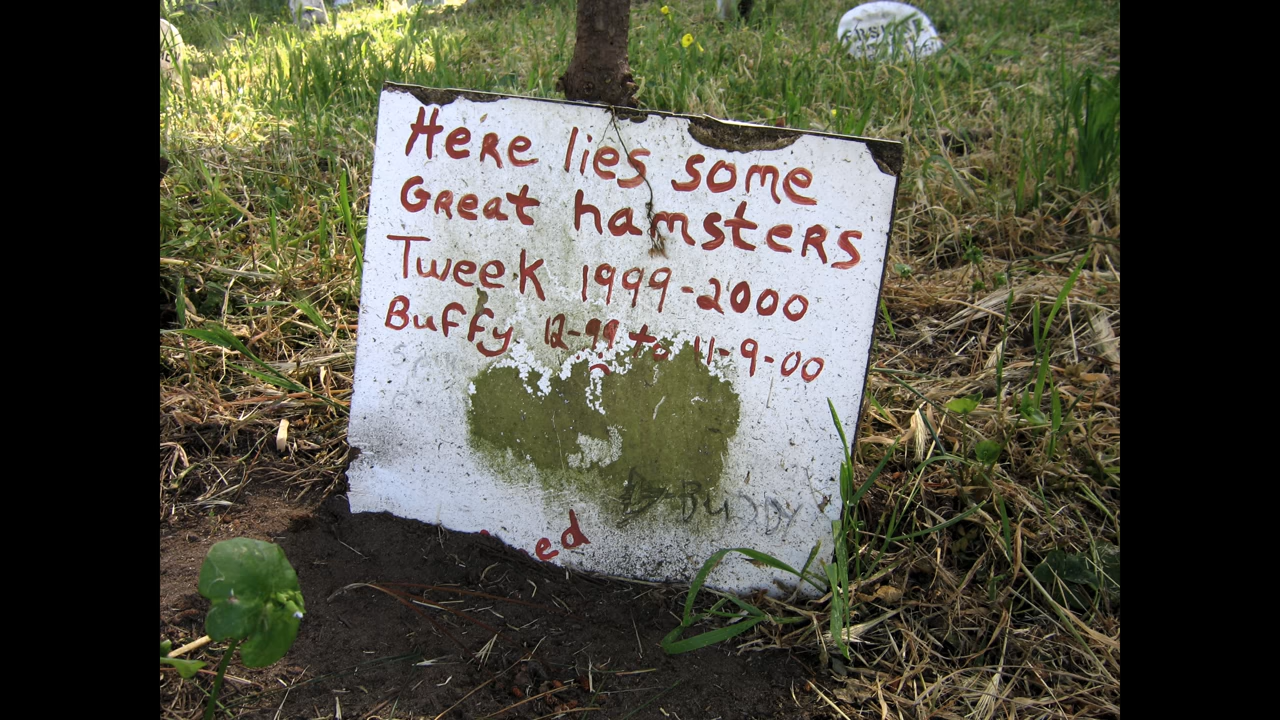 Here lies some
Great hamsters
Tweek 1999-2000
Buffy 12-99 to 11-9-00
& Buddy
ed